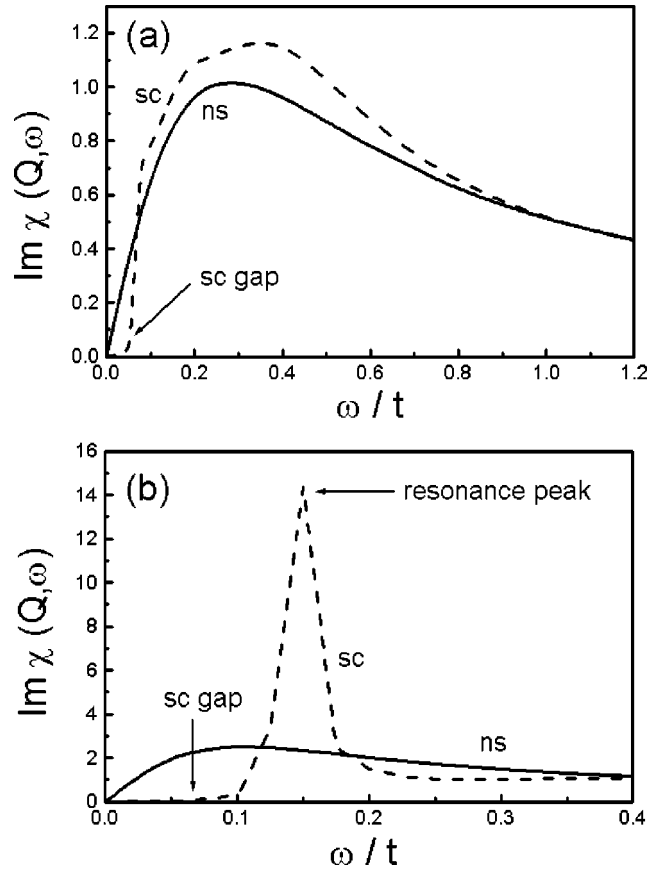 (a)
Im χ (Q,ω)
1.2
1.0
0.8
0.6
0.4
0.2
0.0
sc
ns
sc gap
0.0 0.2 0.4 0.6 0.8 1.0 1.2
ω / t
(b)
Im χ (Q,ω)
16
14
12
10
8
6
4
2
0
resonance peak
sc
sc gap
ns
0.0 0.1 0.2 0.3 0.4
ω / t